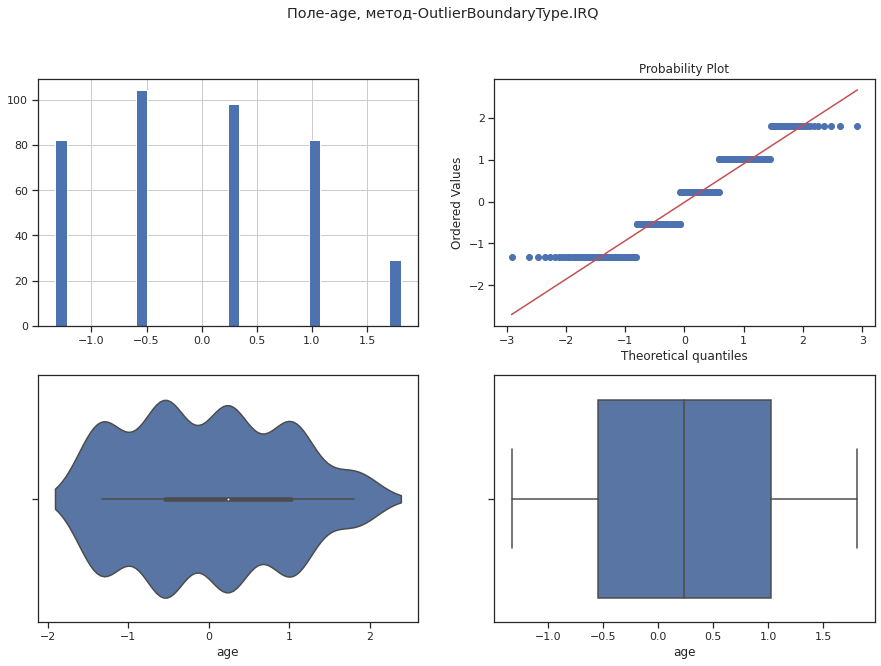 Поле-age, метод-OutlierBoundaryType.IRQ
100
80
60
40
20
0
−1.0 −0.5 0.0 0.5 1.0 1.5
Probability Plot
Ordered Values
2
1
0
−1
−2
−3 −2 −1 0 1 2 3
Theoretical quantiles
−2 −1 0 1 2
age
−1.0 −0.5 0.0 0.5 1.0 1.5
age